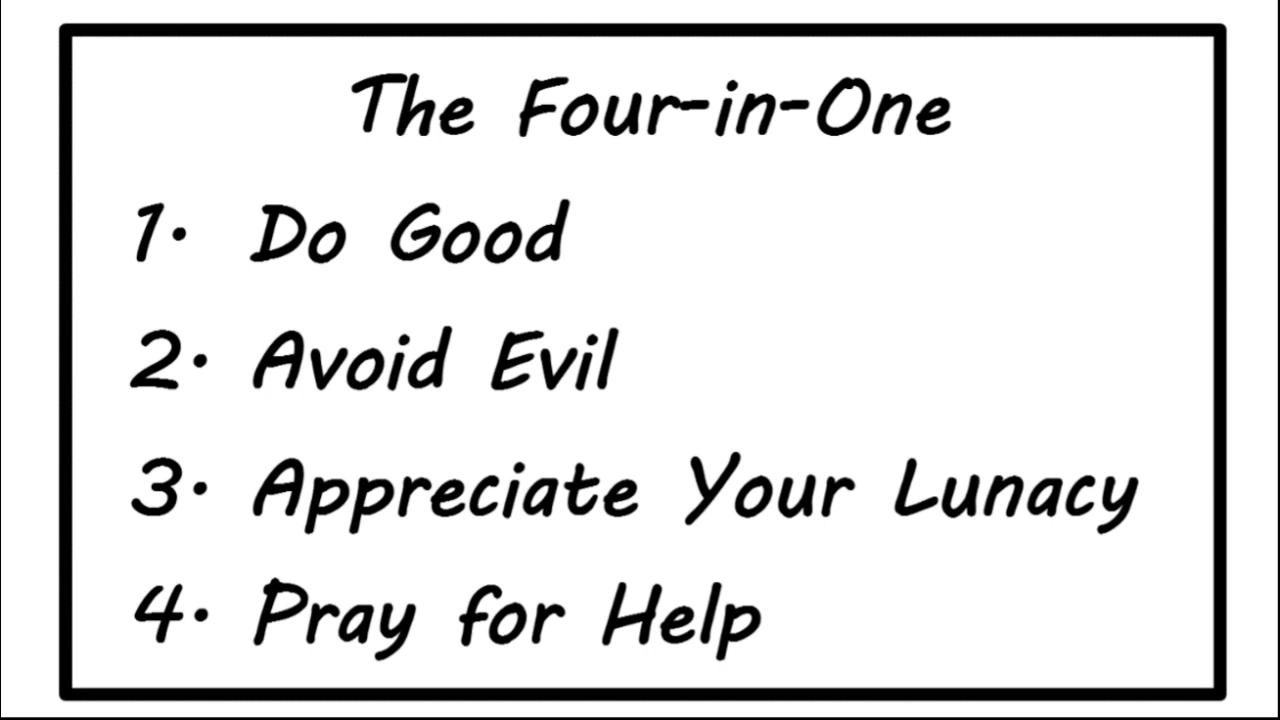 The Four-in-One
1. Do Good
2. Avoid Evil
3. Appreciate Your Lunacy
4. Pray for Help